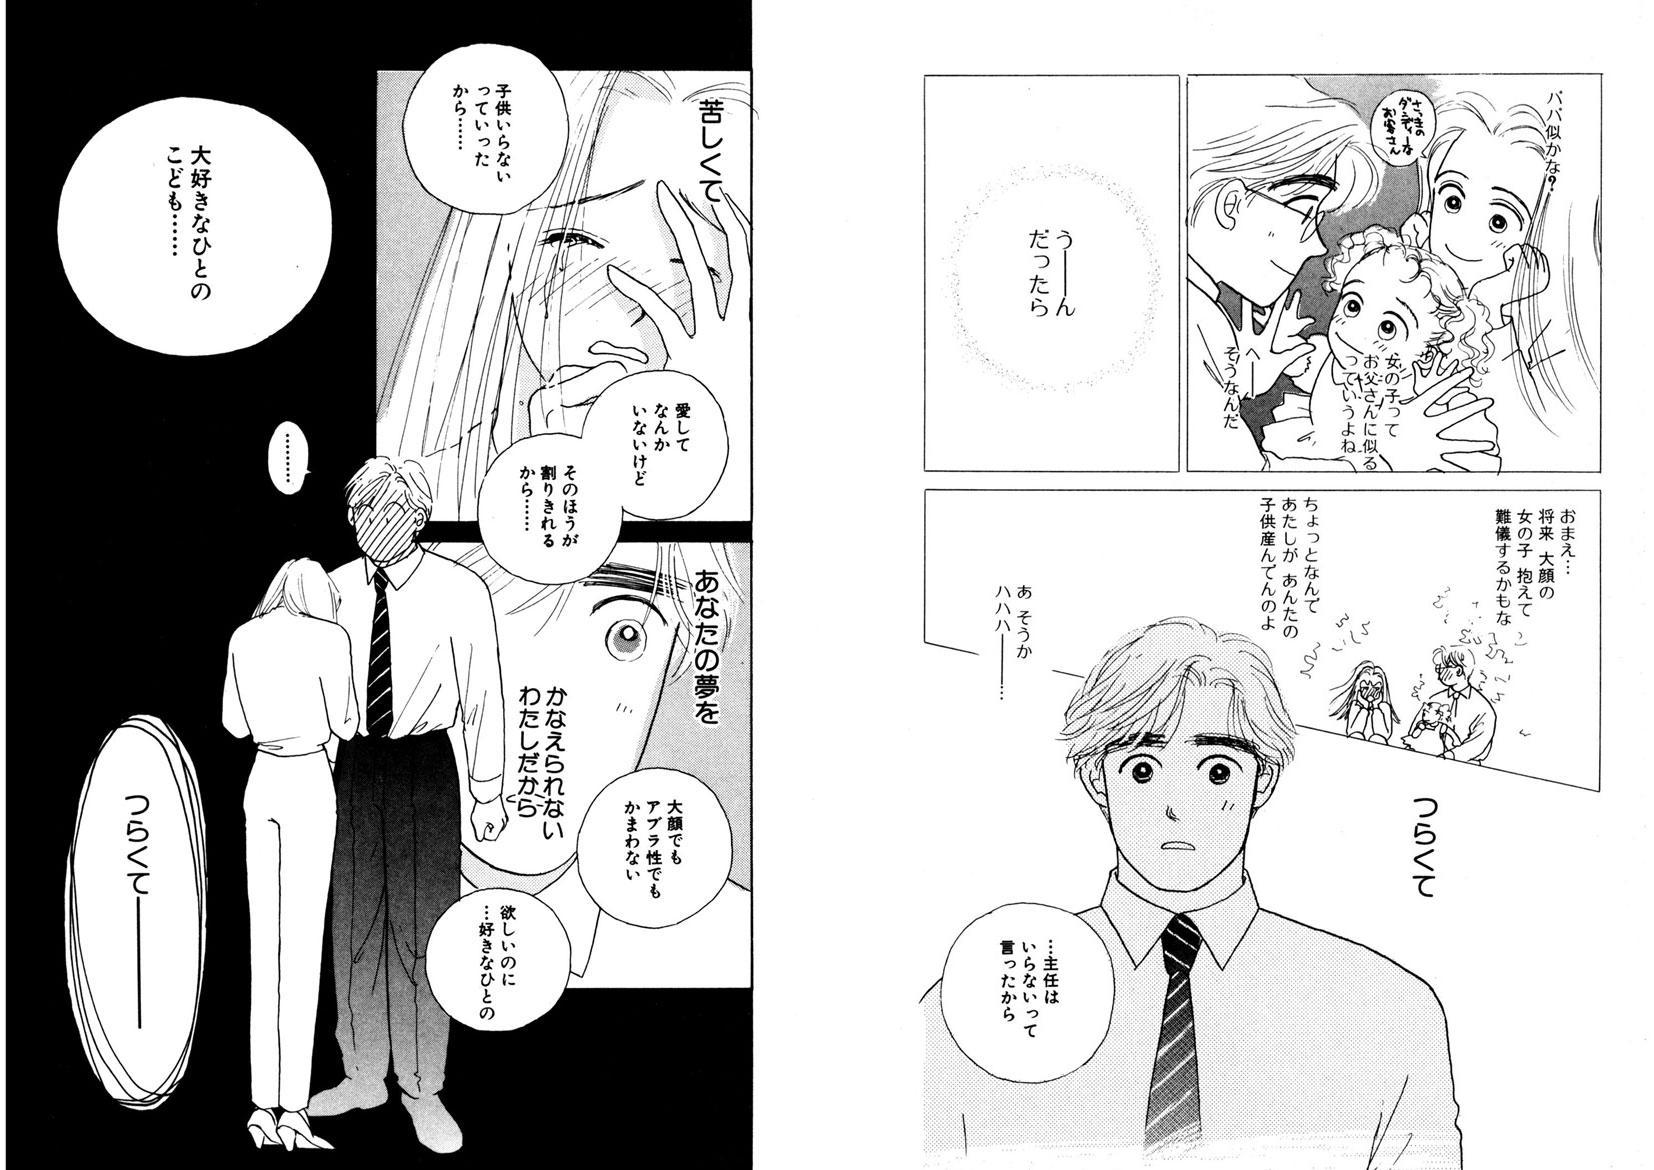 パパ似かな?
さっきの
ダンディーな
お客さん
女の子って
お父さんに似る
っていうよね
へ――
そうなんだ
う――ん
だったら
おまえ…
将来 大顔の
女の子 抱えて
難儀するかもな
ちょっとなんて
あたしが あんたの
子供産んてんのよ
あ そうか
ハハハ――……
つらくて
…主任は
いらないって
言ったから
苦しくて
子供いらない
っていった
から……
愛して
なんか
いないけど
そのほうが
割りきれる
から……
あなたの夢を
かなえられない
わたしだから
大顔でも
アブラ性でも
かまわない
欲しいのに
…好きなひとの
大好きなひとの
こども……
………
つらくて――